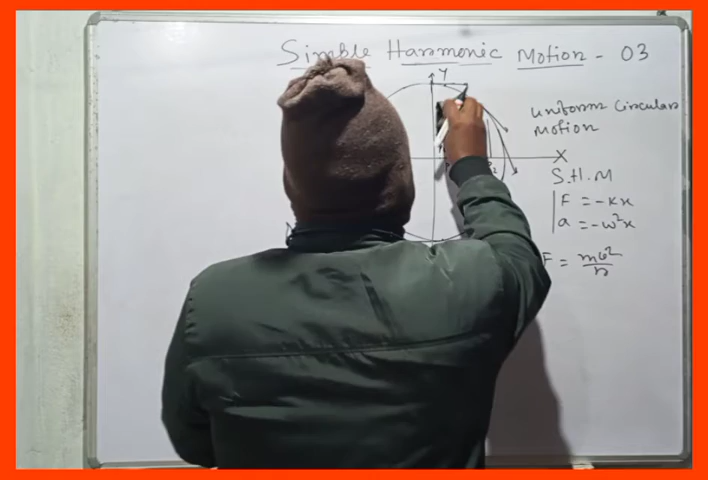 Simple Harmonic Motion - 03
Y
Uniform Circular
Motion
X
S.H.M
F = -Kx
a = -ω²x
F = mv²/r